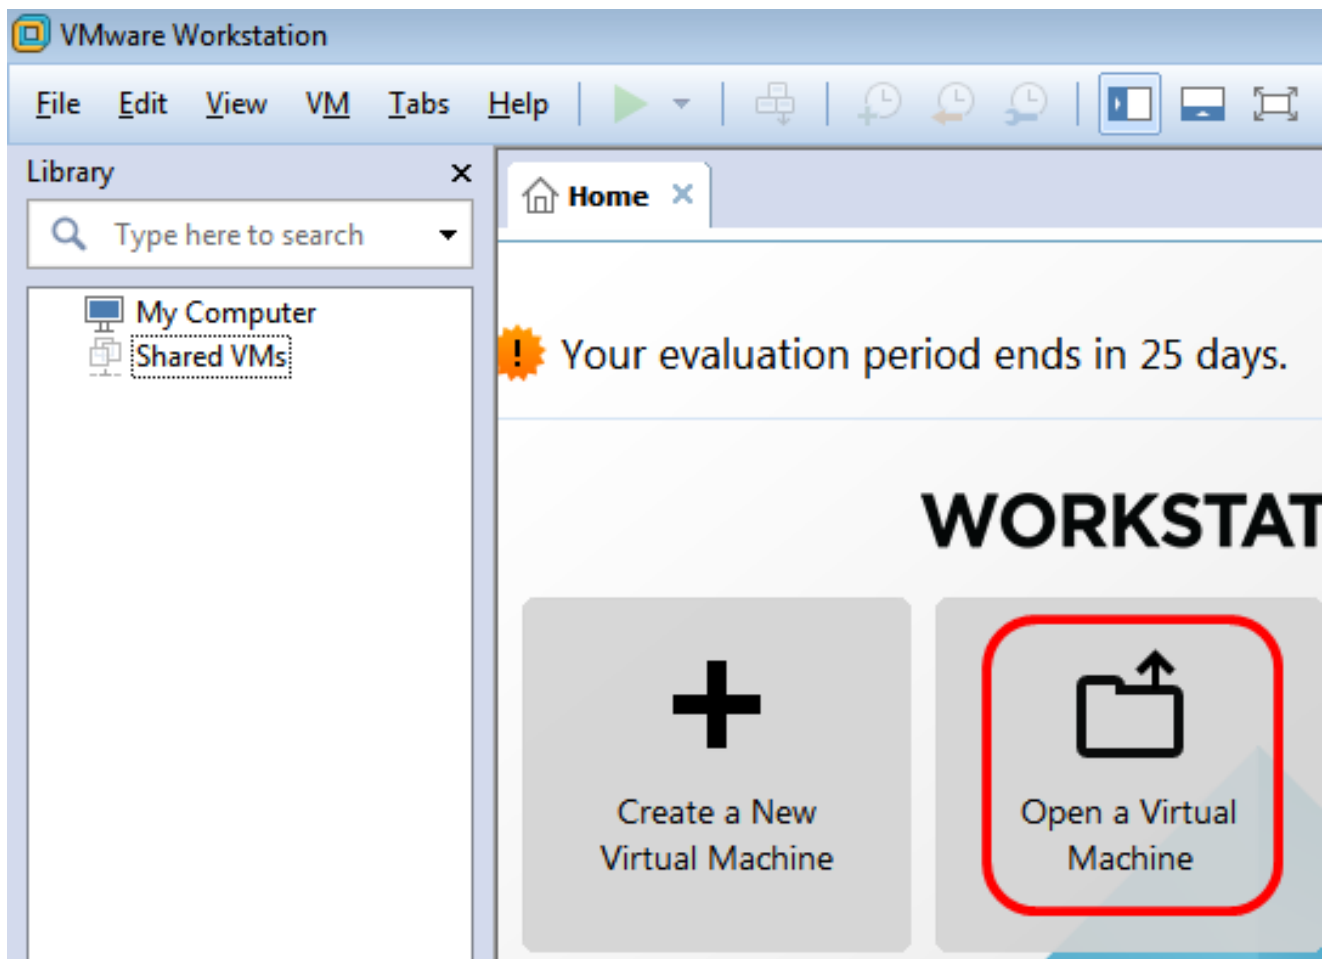 VMware Workstation
File Edit View VM Tabs Help
Library
Type here to search
My Computer
Shared VMs
Home
Your evaluation period ends in 25 days.
WORKSTAT
Create a New
Virtual Machine
Open a Virtual
Machine